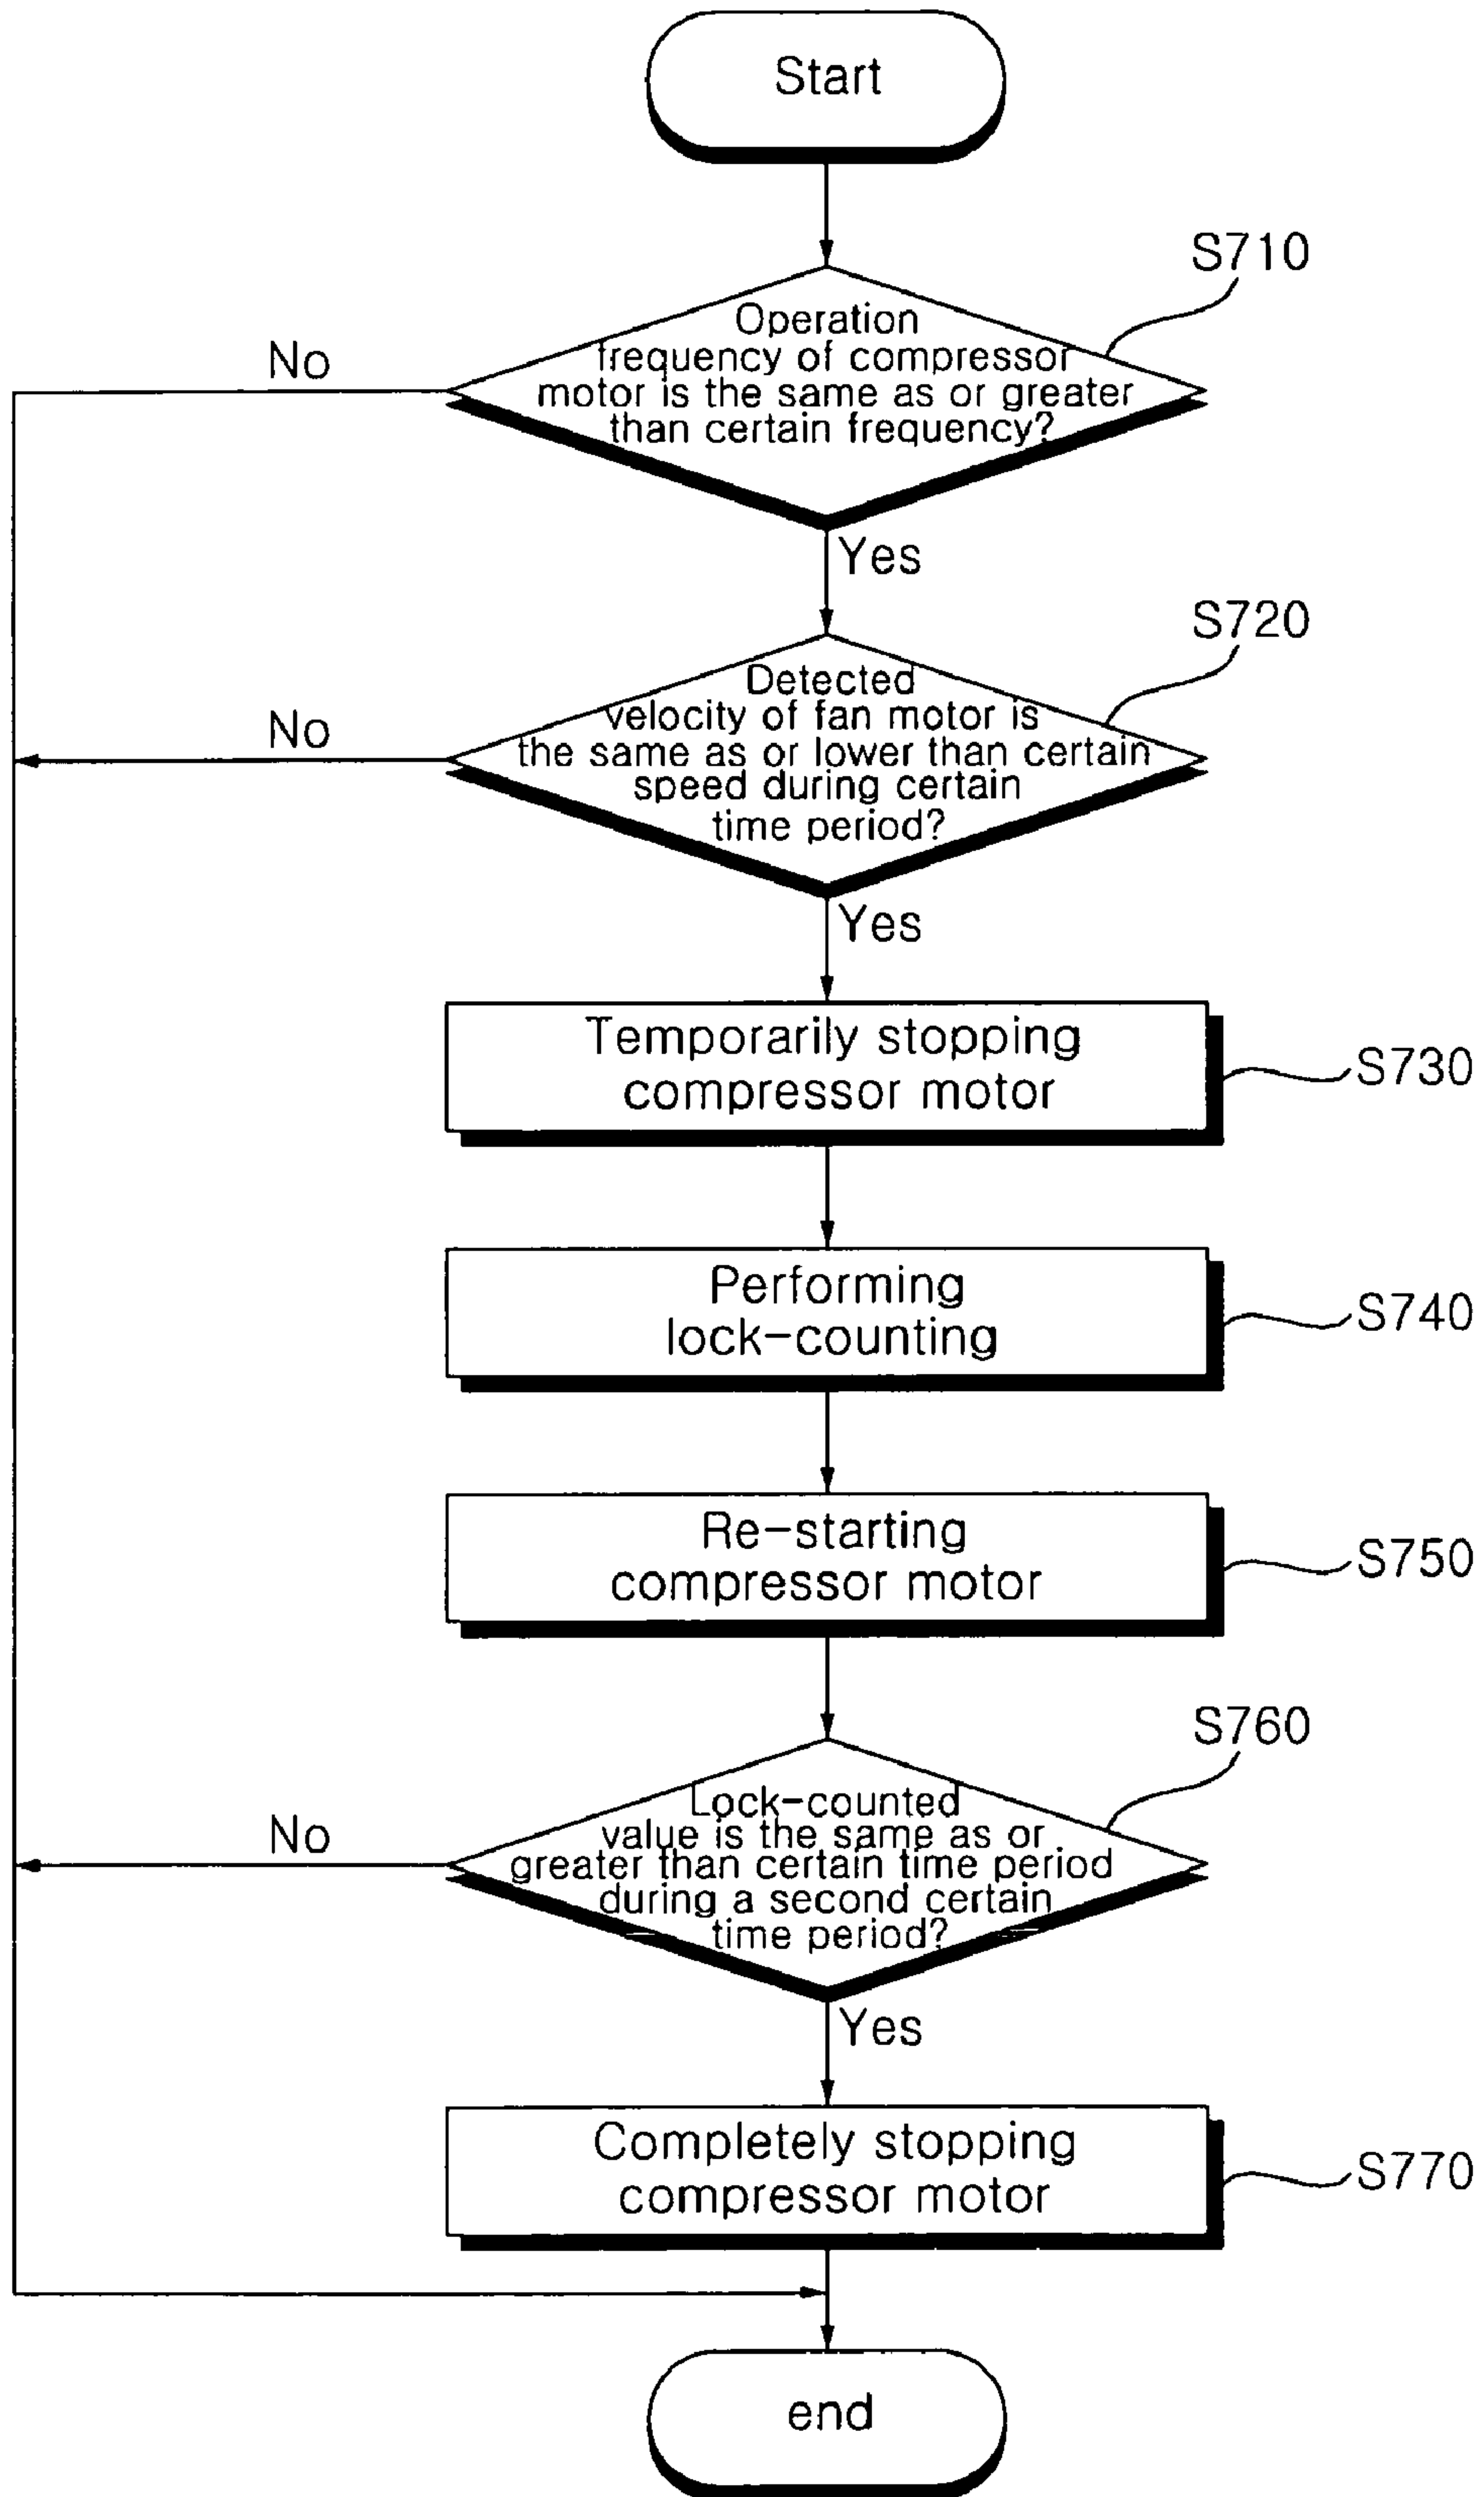 Start
S710
Operation
frequency of compressor
motor is the same as or greater
than certain frequency?
No
Yes
S720
Detected
velocity of fan motor is
the same as or lower than certain
speed during certain
time period?
No
Yes
Temporarily stopping
compressor motor
S730
Performing
lock-counting
S740
Re-starting
compressor motor
S750
S760
Lock-counted
value is the same as or
greater than certain time period
during a second certain
time period?
No
Yes
Completely stopping
compressor motor
S770
end